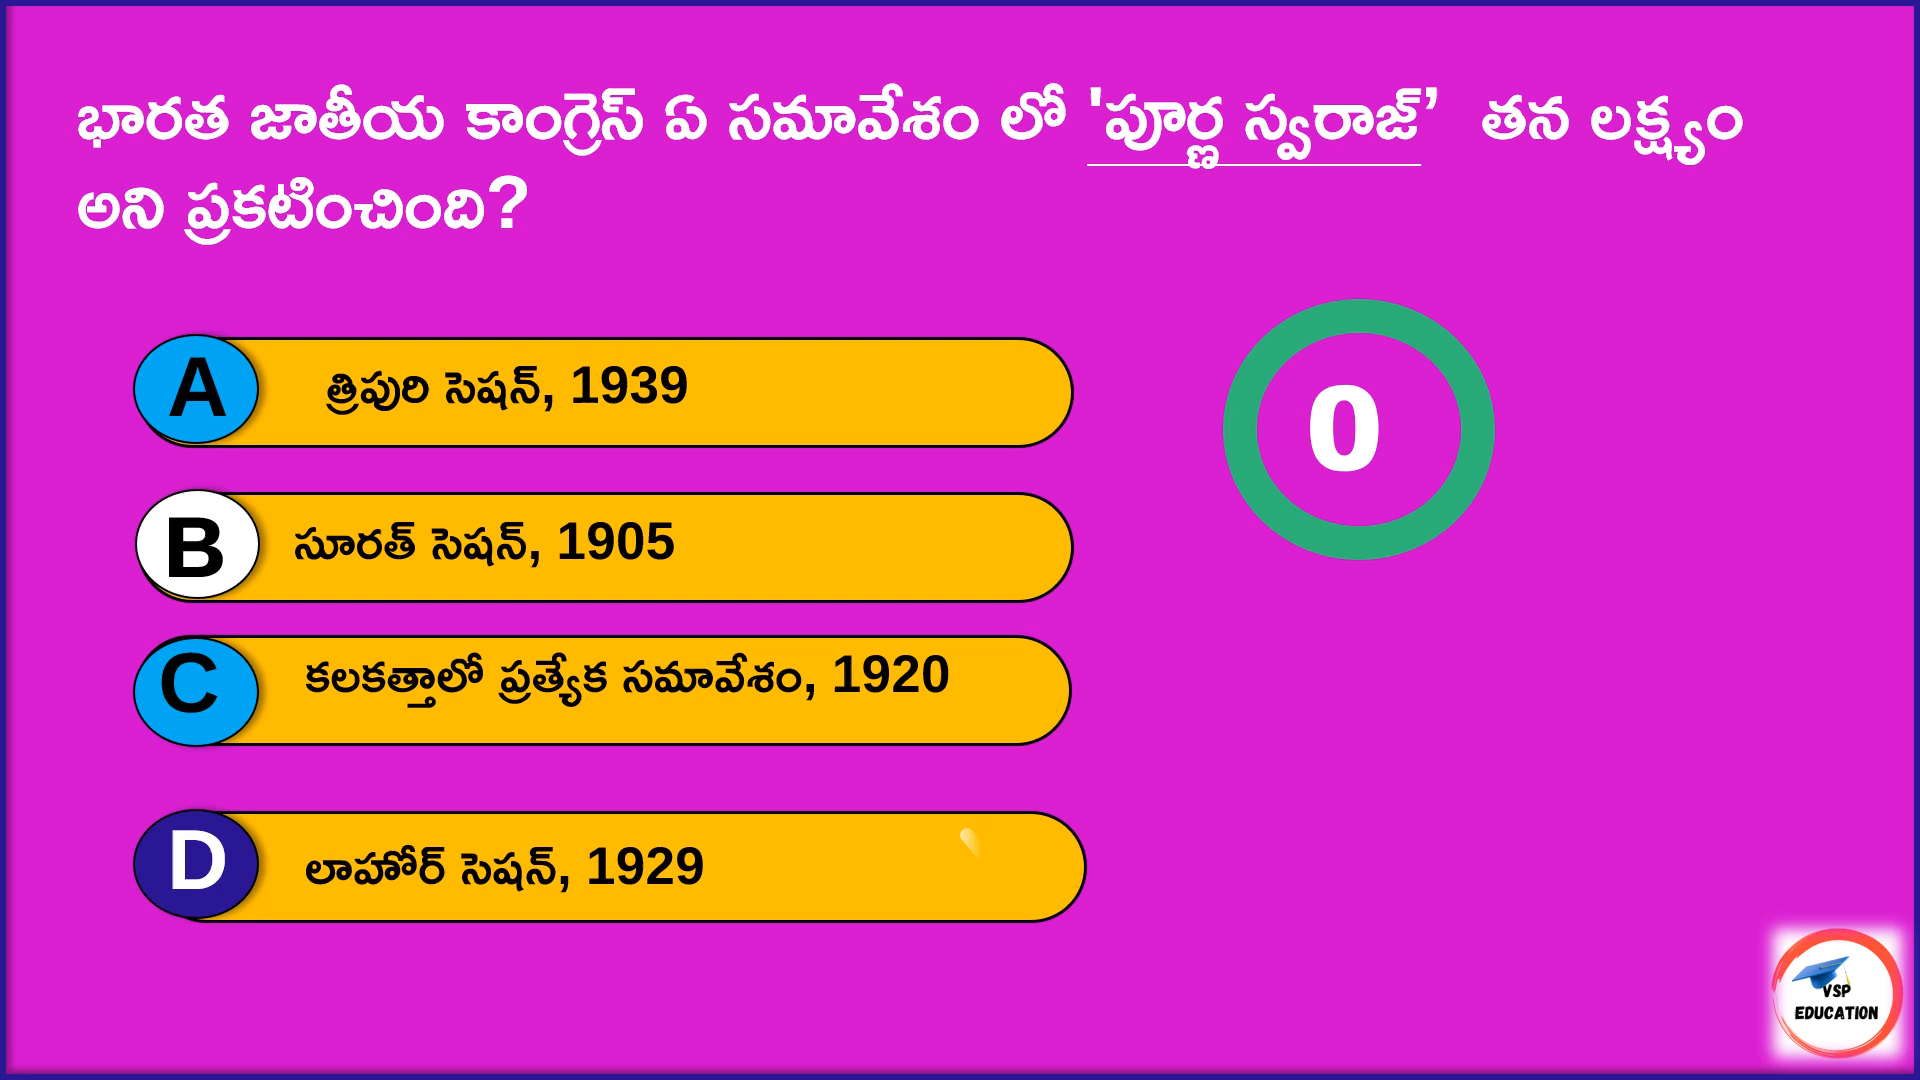 భారత జాతీయ కాంగ్రెస్ ఏ సమావేశం లో 'పూర్ణ స్వరాజ్’ తన లక్ష్యం
అని ప్రకటించింది?
A త్రిపురి సెషన్, 1939
0
B సూరత్ సెషన్, 1905
C కలకత్తాలో ప్రత్యేక సమావేశం, 1920
D లాహోర్ సెషన్, 1929
VSP
EDUCATION